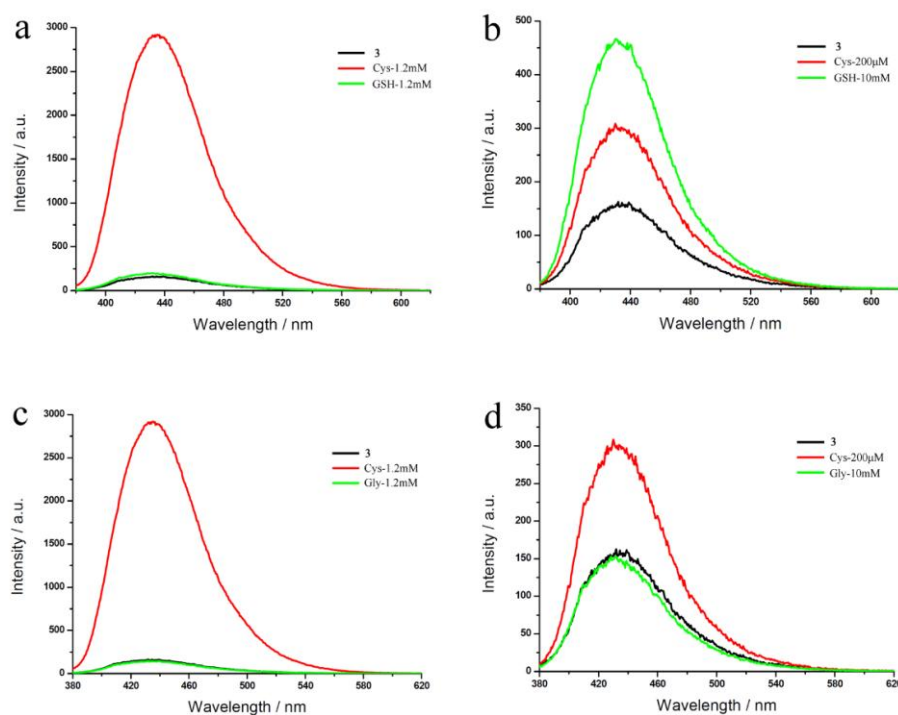 a
3000
2500
2000
1500
1000
500
0
Intensity / a.u.
400 440 480 520 560 600
Wavelength / nm
3
Cys-1.2mM
GSH-1.2mM
b
500
400
300
200
100
0
Intensity / a.u.
400 440 480 520 560 600
Wavelength / nm
3
Cys-200μM
GSH-10mM
c
3000
2500
2000
1500
1000
500
0
Intensity / a.u.
380 420 460 500 540 580 620
Wavelength / nm
3
Cys-1.2mM
Gly-1.2mM
d
350
300
250
200
150
100
50
0
Intensity / a.u.
380 420 460 500 540 580 620
Wavelength / nm
3
Cys-200μM
Gly-10mM